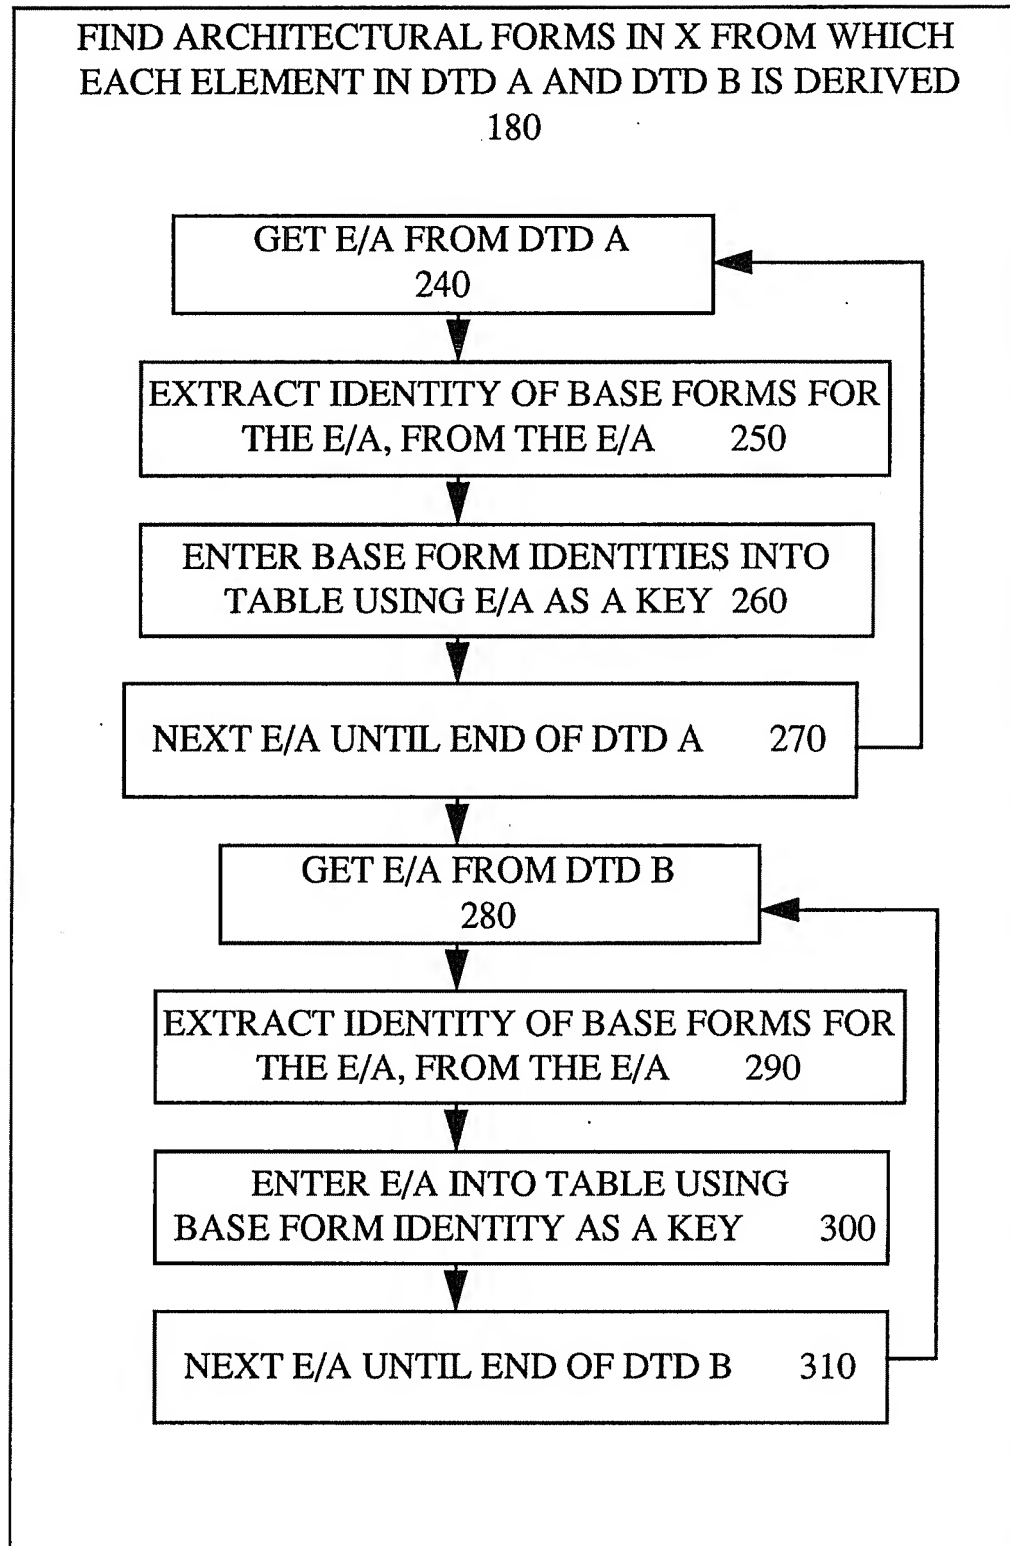 FIND ARCHITECTURAL FORMS IN X FROM WHICH
EACH ELEMENT IN DTD A AND DTD B IS DERIVED
180
GET E/A FROM DTD A
240
EXTRACT IDENTITY OF BASE FORMS FOR
THE E/A, FROM THE E/A 250
ENTER BASE FORM IDENTITIES INTO
TABLE USING E/A AS A KEY 260
NEXT E/A UNTIL END OF DTD A 270
GET E/A FROM DTD B
280
EXTRACT IDENTITY OF BASE FORMS FOR
THE E/A, FROM THE E/A 290
ENTER E/A INTO TABLE USING
BASE FORM IDENTITY AS A KEY 300
NEXT E/A UNTIL END OF DTD B 310